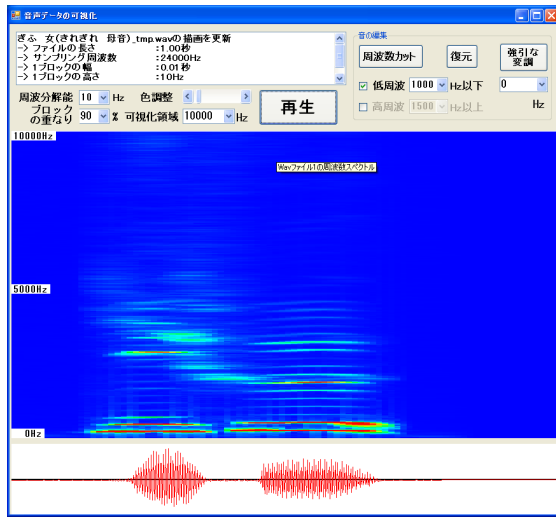 音声データの可視化
ぎふ 女(きれぎれ 母音)_tmp.wavの描画を更新
-> ファイルの長さ :1.00秒
-> サンプリング周波数 :24000Hz
-> 1ブロックの幅 :0.01秒
-> 1ブロックの高さ :10Hz
周波分解能 10 Hz 色調整
ブロックの重なり 90 % 可視化領域 10000 Hz
再生
音の編集
周波数カット 復元 強引な変調
低周波 1000 Hz以下 0
高周波 1500 Hz以上 Hz
10000Hz
Wavファイル1の周波数スペクトル
5000Hz
0Hz